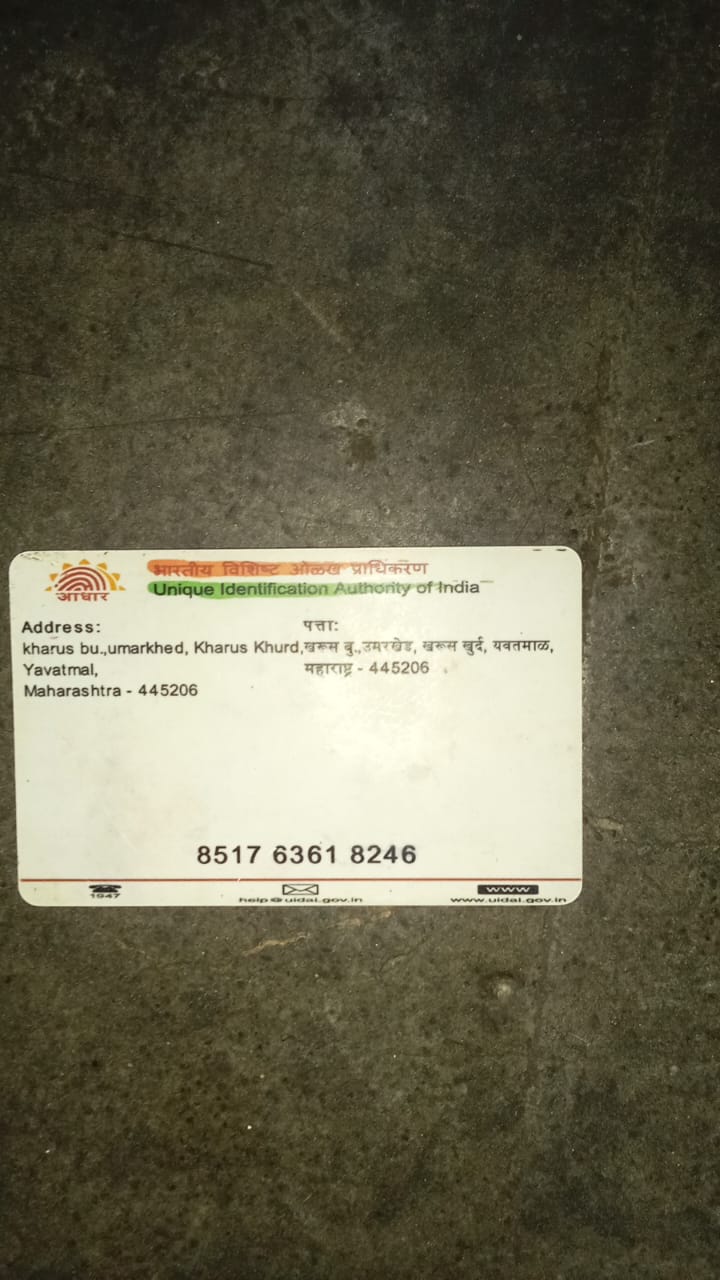 आधार
भारतीय विशिष्ट ओळख प्राधिकरण
Unique Identification Authority of India
Address:
kharus bu.,umarkhed, Kharus Khurd,
Yavatmal,
Maharashtra - 445206
पत्ता:
खरूस बु.,उमरखेड, खरूस खुर्द, यवतमाळ,
महाराष्ट्र - 445206
8517 6361 8246
1947
help@uidai.gov.in
WWW
www.uidai.gov.in